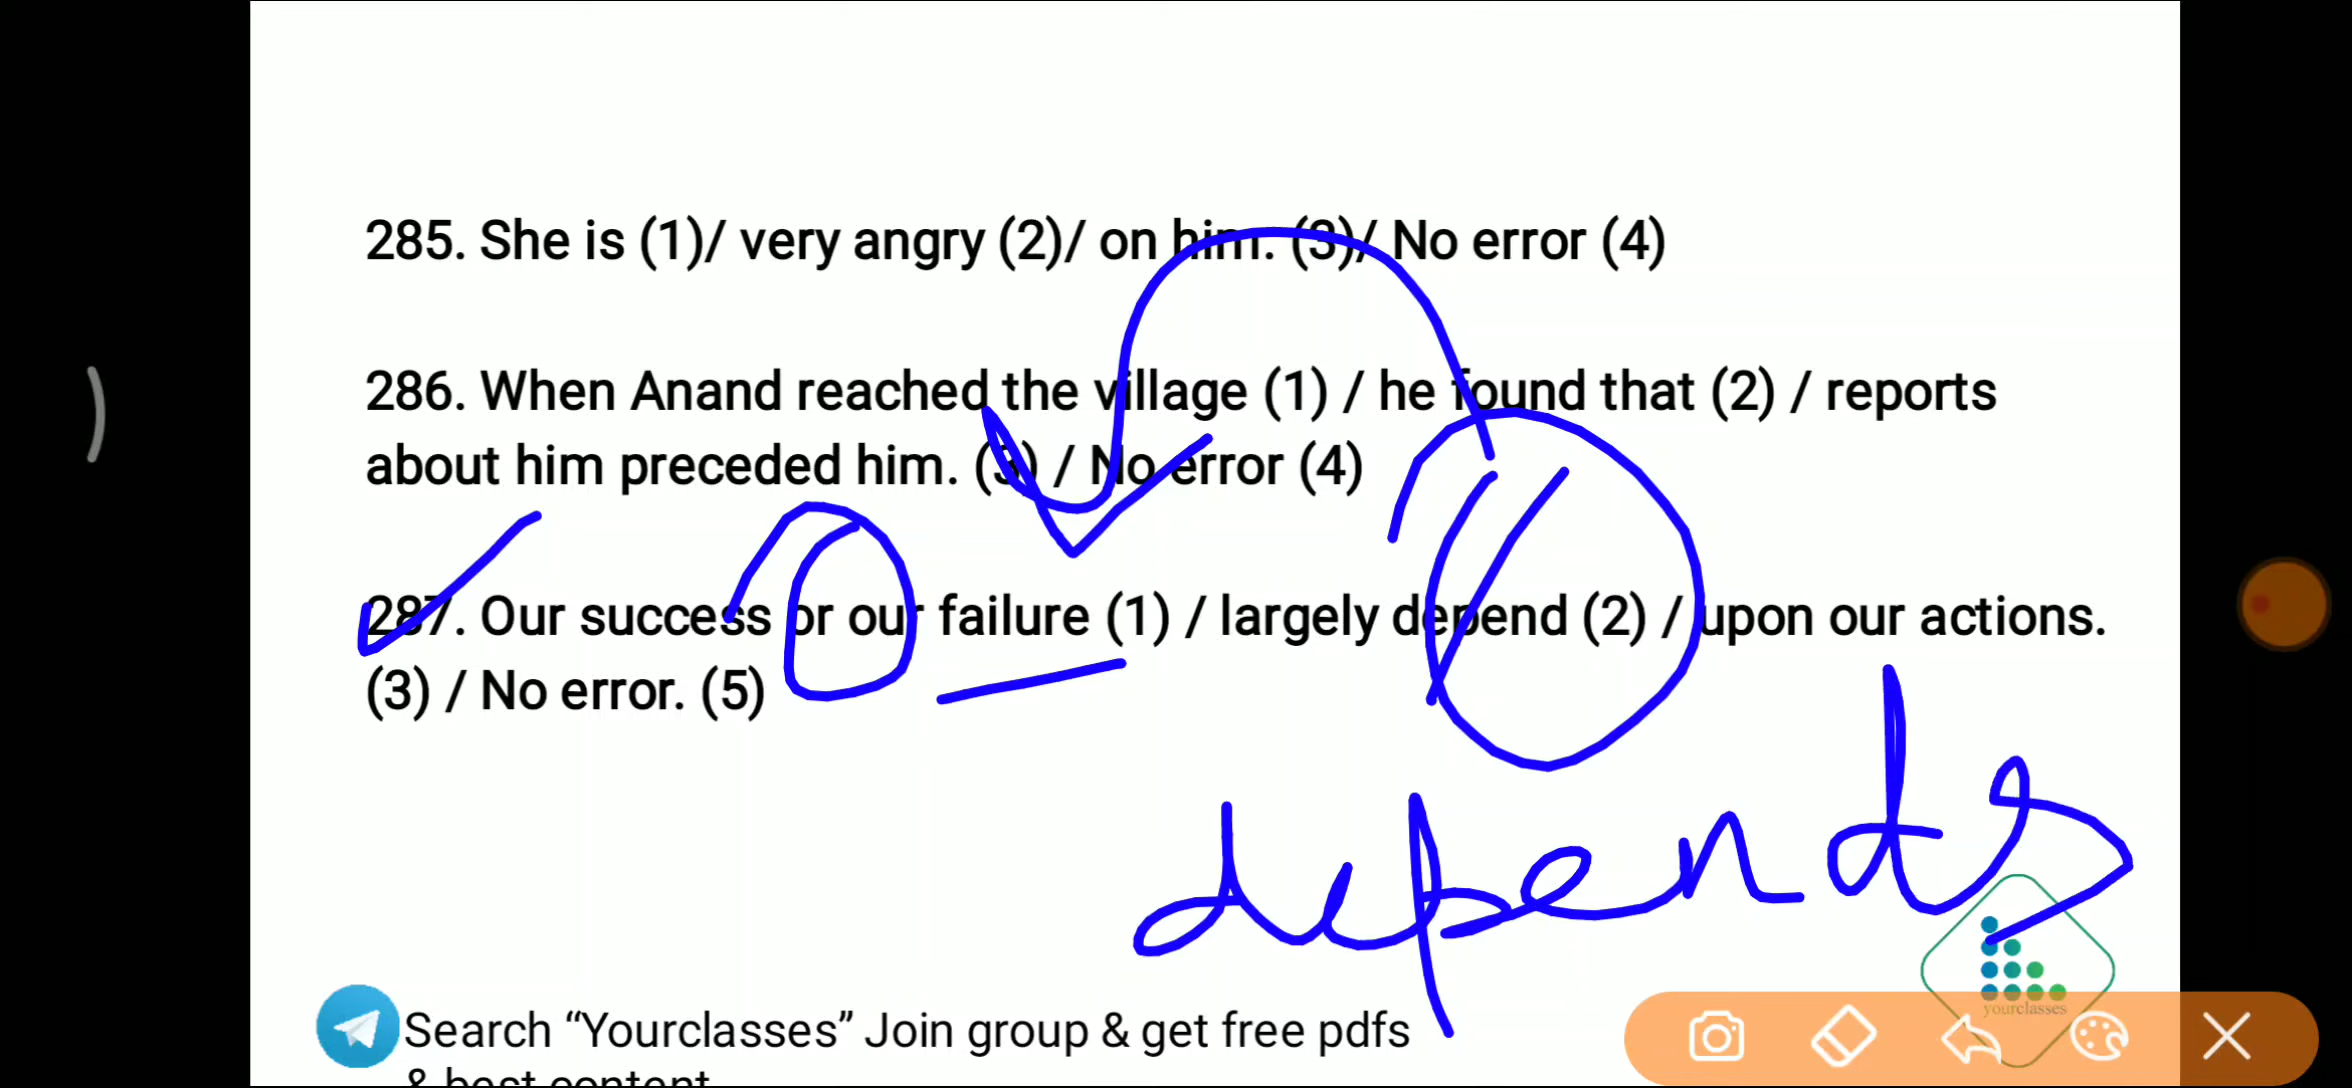 285. She is (1)/ very angry (2)/ on him. (3)/ No error (4)
286. When Anand reached the village (1) / he found that (2) / reports
about him preceded him. (3) / No error (4)
287. Our success or our failure (1) / largely depend (2) / upon our actions.
(3) / No error. (5)
depends
yourclasses
Search “Yourclasses” Join group & get free pdfs
& best content